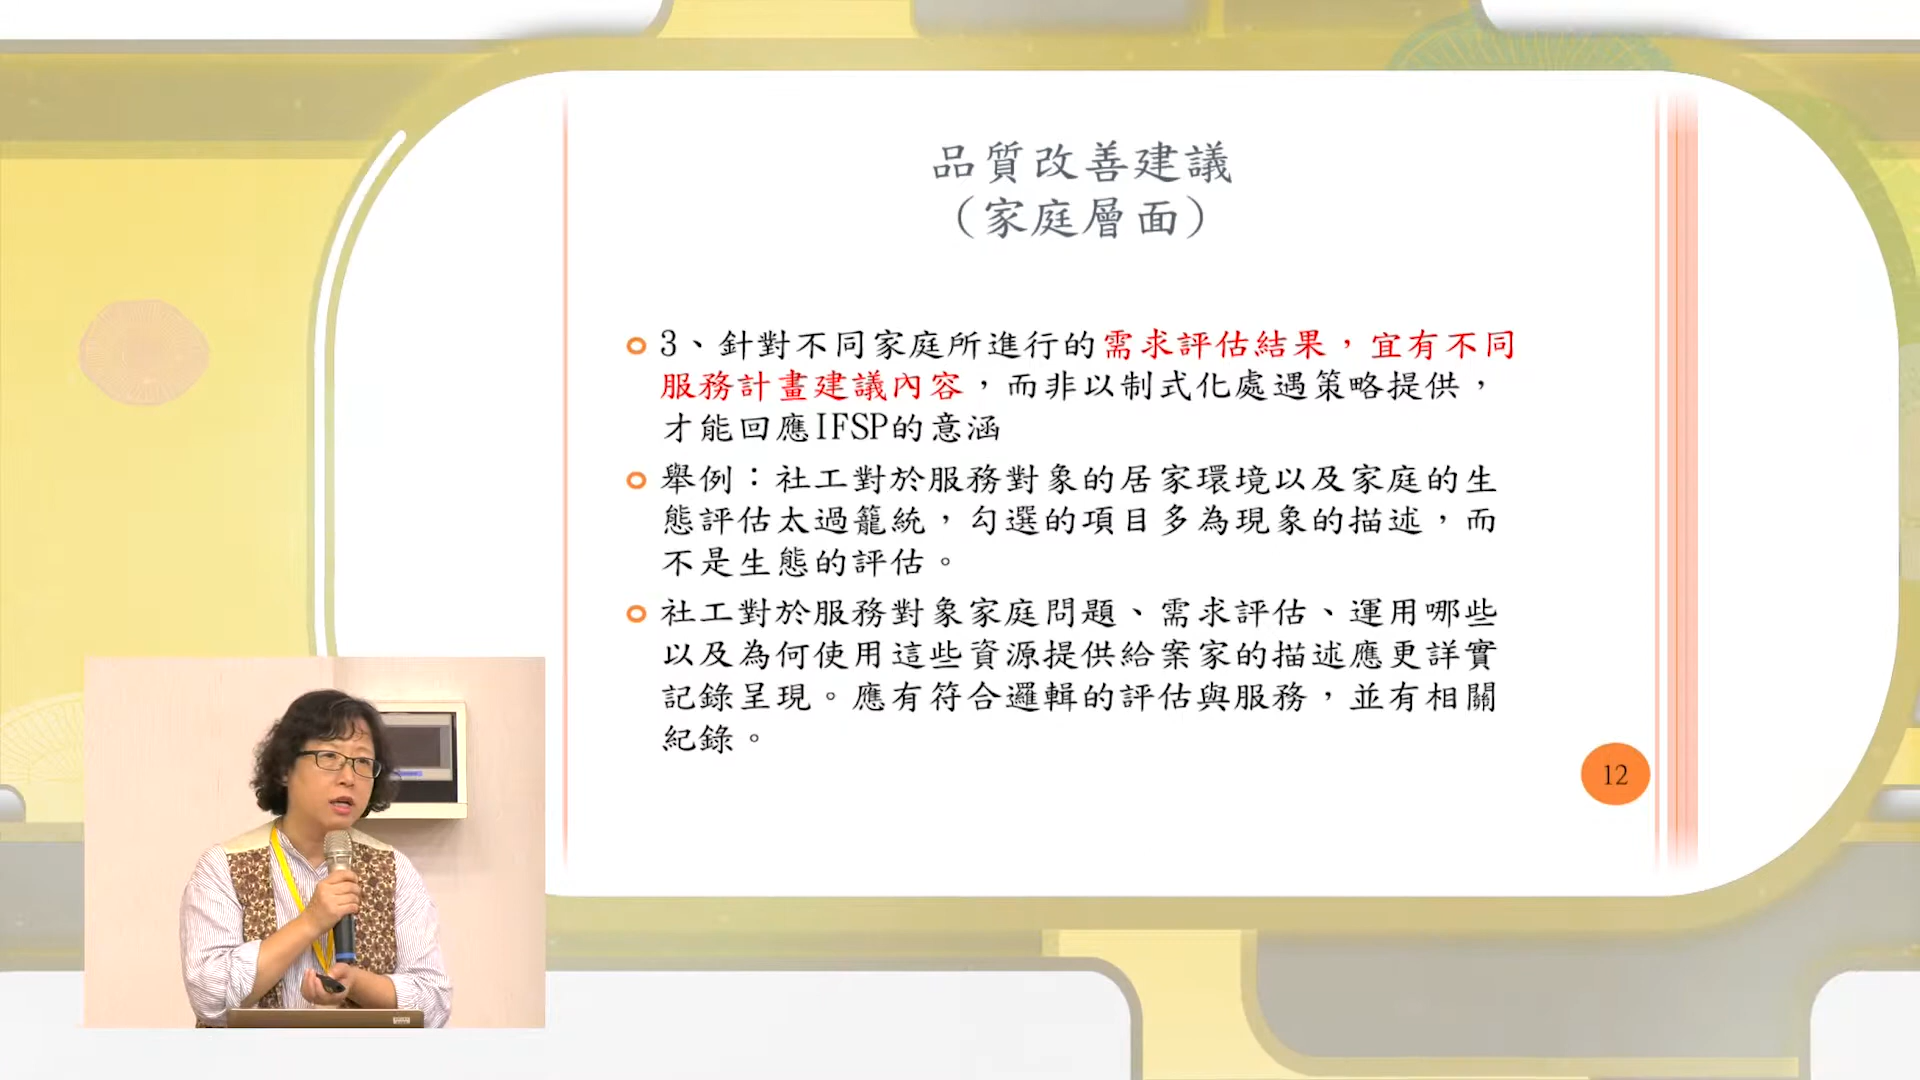 品質改善建議
（家庭層面）
3、針對不同家庭所進行的需求評估結果，宜有不同
服務計畫建議內容，而非以制式化處遇策略提供，
才能回應IFSP的意涵
舉例：社工對於服務對象的居家環境以及家庭的生
態評估太過籠統，勾選的項目多為現象的描述，而
不是生態的評估。
社工對於服務對象家庭問題、需求評估、運用哪些
以及為何使用這些資源提供給案家的描述應更詳實
記錄呈現。應有符合邏輯的評估與服務，並有相關
紀錄。
12